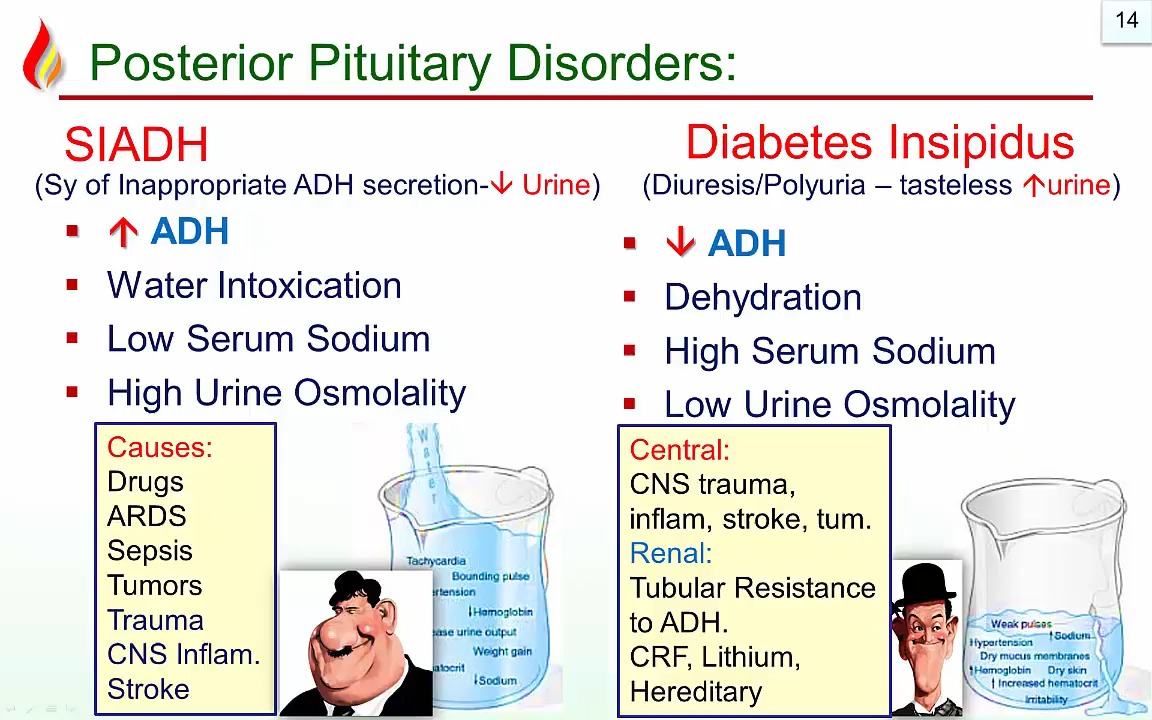 14
Posterior Pituitary Disorders:
SIADH
(Sy of Inappropriate ADH secretion-↓ Urine)
↑ ADH
Water Intoxication
Low Serum Sodium
High Urine Osmolality
Causes:
Drugs
ARDS
Sepsis
Tumors
Trauma
CNS Inflam.
Stroke
Water
Tachycardia
Bounding pulse
ertension
↓Hemoglobin
ease urine output
Weight gain
atocrit
↓Sodium
Diabetes Insipidus
(Diuresis/Polyuria – tasteless ↑urine)
↓ ADH
Dehydration
High Serum Sodium
Low Urine Osmolality
Central:
CNS trauma,
inflam, stroke, tum.
Renal:
Tubular Resistance
to ADH.
CRF, Lithium,
Hereditary
Weak pulses
↑Sodium
Hypertension
Dry mucus membranes
↑Hemoglobin Dry skin
↑ Increased hematocrit
Irritability